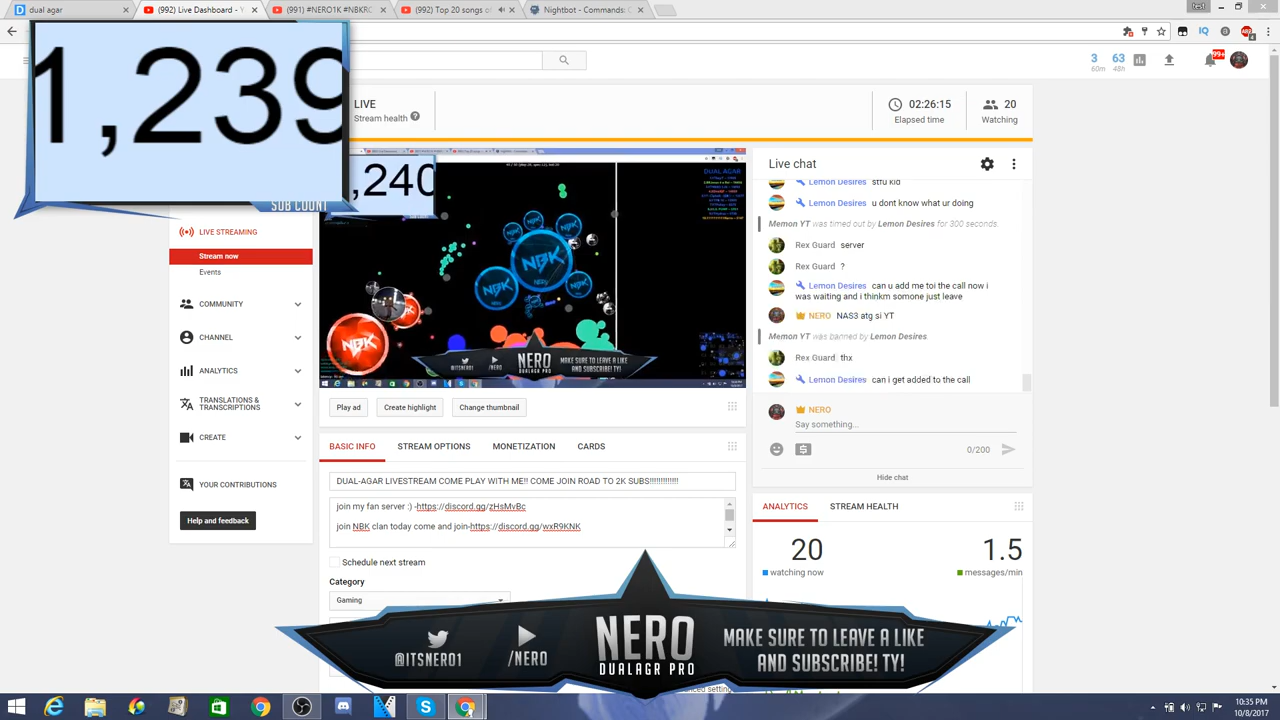 dual agar
(992) Live Dashboard - Y
(991) #NERO1K #NBKRC
(992) Top 20 songs of
Nightbot - Commands: C
1,239
3
60m
63
48h
99+
LIVE
Stream health
02:26:15
Elapsed time
20
Watching
SUB COUNT
,240
DUAL AGAR
NBK
NBK
NBK
NBK
NBK
NERO
DUALAGR PRO
@ITSNERO1
/NERO
MAKE SURE TO LEAVE A LIKE
AND SUBSCRIBE! TY!
LIVE STREAMING
Stream now
Events
COMMUNITY
CHANNEL
ANALYTICS
TRANSLATIONS &
TRANSCRIPTIONS
CREATE
YOUR CONTRIBUTIONS
Help and feedback
Play ad
Create highlight
Change thumbnail
BASIC INFO
STREAM OPTIONS
MONETIZATION
CARDS
DUAL-AGAR LIVESTREAM COME PLAY WITH ME!! COME JOIN ROAD TO 2K SUBS!!!!!!!!!!!!!
join my fan server :) -https://discord.gg/zHsMvBc
join NBK clan today come and join-https://discord.gg/wxR9KNK
Schedule next stream
Category
Gaming
Live chat
Lemon Desires stfu kid
Lemon Desires u dont know what ur doing
Memon YT was timed out by Lemon Desires for 300 seconds.
Rex Guard server
Rex Guard ?
Lemon Desires can u add me toi the call now i
was waiting and i thinkm somone just leave
NERO NAS3 atg si YT
Memon YT was banned by Lemon Desires
Rex Guard thx
Lemon Desires can i get added to the call
NERO
Say something...
0/200
Hide chat
ANALYTICS
STREAM HEALTH
20
watching now
1.5
messages/min
@ITSNERO1
/NERO
NERO
DUALAGR PRO
MAKE SURE TO LEAVE A LIKE
AND SUBSCRIBE! TY!
10:35 PM
10/8/2017